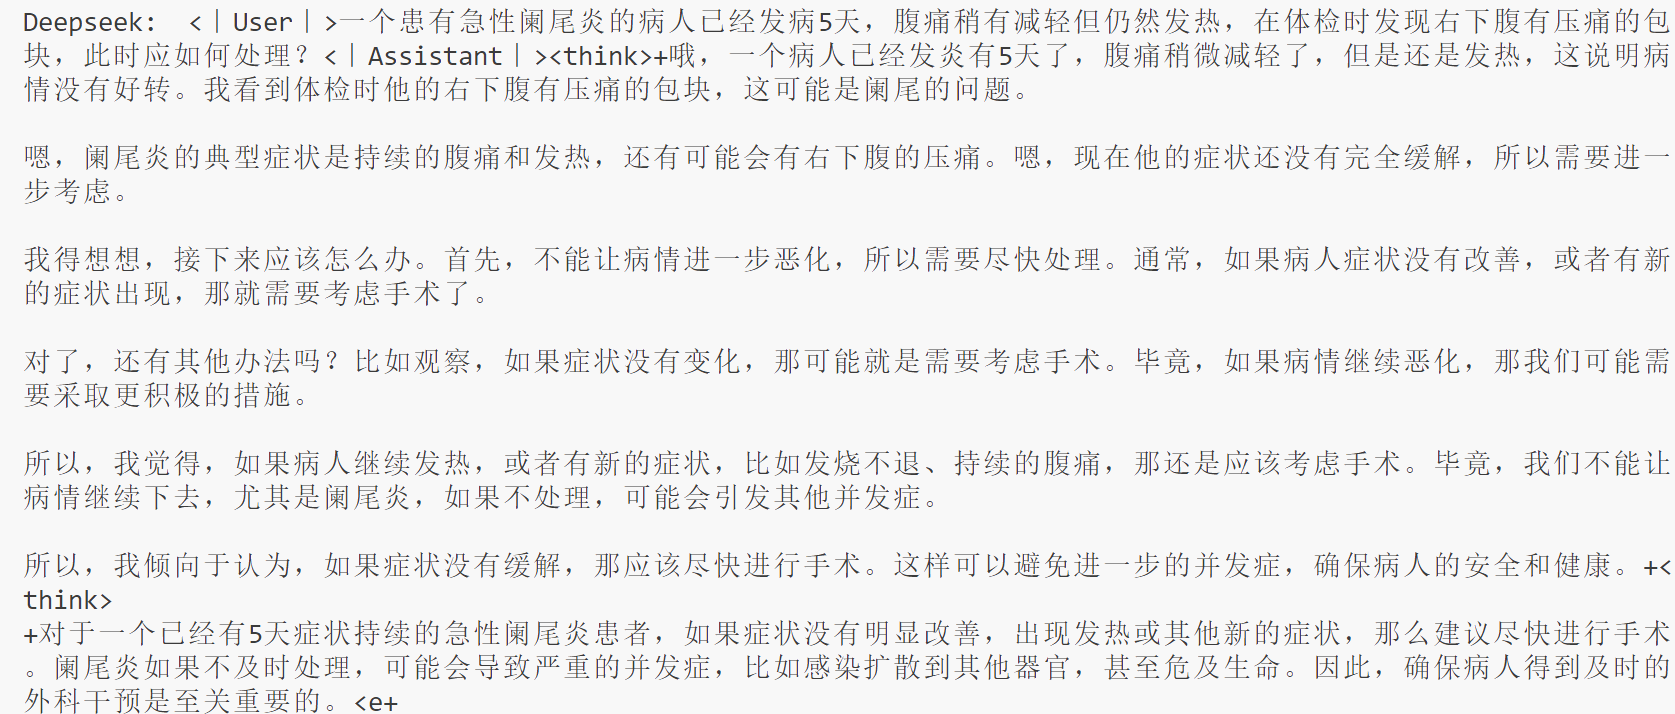 Deepseek:  <｜User｜>一个患有急性阑尾炎的病人已经发病5天，腹痛稍有减轻但仍然发热，在体检时发现右下腹有压痛的包
块，此时应如何处理？<｜Assistant｜><think>+哦，一个病人已经发炎有5天了，腹痛稍微减轻了，但是还是发热，这说明病
情没有好转。我看到体检时他的右下腹有压痛的包块，这可能是阑尾的问题。
嗯，阑尾炎的典型症状是持续的腹痛和发热，还有可能会有右下腹的压痛。嗯，现在他的症状还没有完全缓解，所以需要进一
步考虑。
我得想想，接下来应该怎么办。首先，不能让病情进一步恶化，所以需要尽快处理。通常，如果病人症状没有改善，或者有新
的症状出现，那就需要考虑手术了。
对了，还有其他办法吗？比如观察，如果症状没有变化，那可能就是需要考虑手术。毕竟，如果病情继续恶化，那我们可能需
要采取更积极的措施。
所以，我觉得，如果病人继续发热，或者有新的症状，比如发烧不退、持续的腹痛，那还是应该考虑手术。毕竟，我们不能让
病情继续下去，尤其是阑尾炎，如果不处理，可能会引发其他并发症。
所以，我倾向于认为，如果症状没有缓解，那应该尽快进行手术。这样可以避免进一步的并发症，确保病人的安全和健康。+<
think>
+对于一个已经有5天症状持续的急性阑尾炎患者，如果症状没有明显改善，出现发热或其他新的症状，那么建议尽快进行手术
。阑尾炎如果不及时处理，可能会导致严重的并发症，比如感染扩散到其他器官，甚至危及生命。因此，确保病人得到及时的
外科干预是至关重要的。<e+